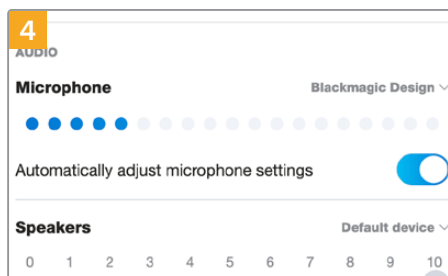 4
AUDIO
Microphone Blackmagic Design
Automatically adjust microphone settings
Speakers Default device
0 1 2 3 4 5 6 7 8 9 10